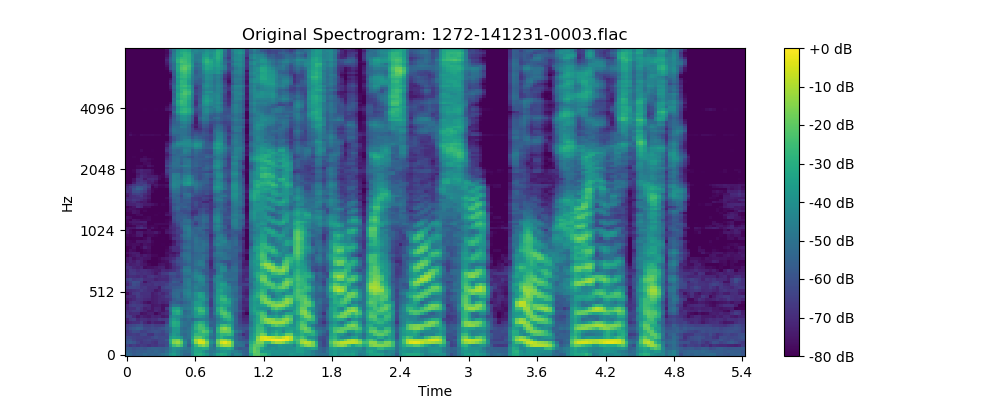 Original Spectrogram: 1272-141231-0003.flac
Hz
4096
2048
1024
512
0
0 0.6 1.2 1.8 2.4 3 3.6 4.2 4.8 5.4
Time
+0 dB
-10 dB
-20 dB
-30 dB
-40 dB
-50 dB
-60 dB
-70 dB
-80 dB